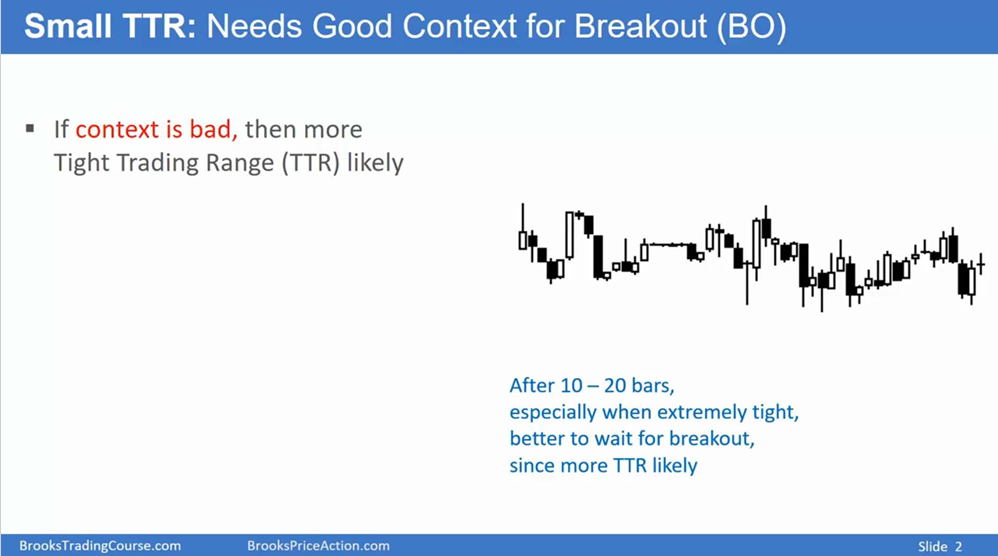 Small TTR: Needs Good Context for Breakout (BO)
▪ If context is bad, then more
Tight Trading Range (TTR) likely
After 10 – 20 bars,
especially when extremely tight,
better to wait for breakout,
since more TTR likely
BrooksTradingCourse.com
BrooksPriceAction.com
Slide 2